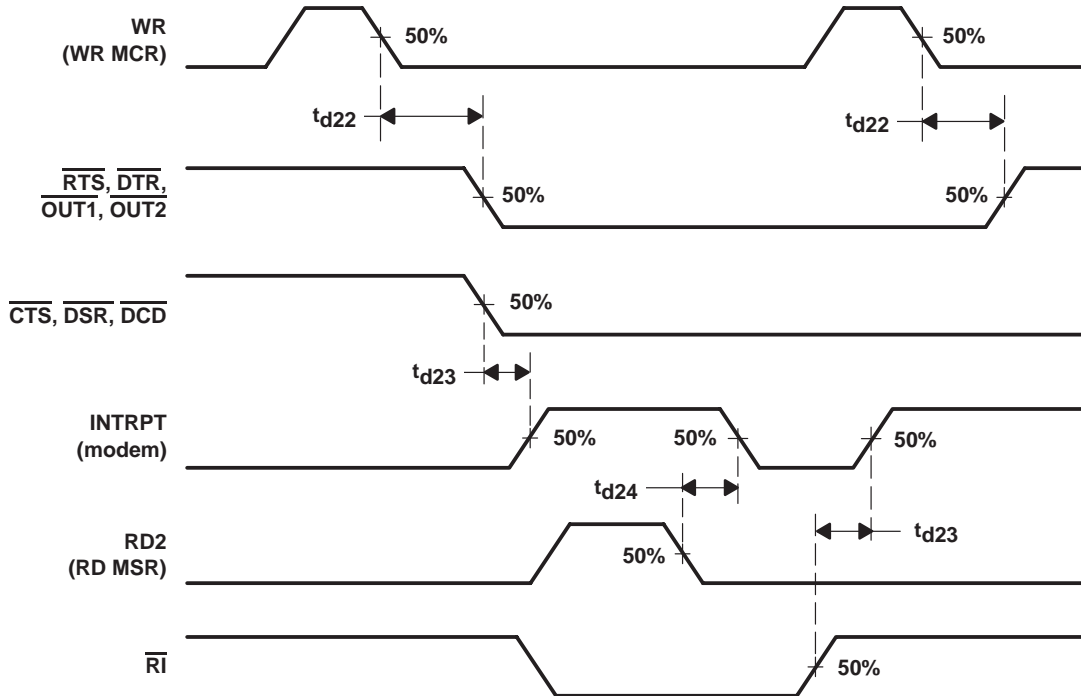 WR
(WR MCR)
50%
50%
td22
td22
RTS, DTR,
OUT1, OUT2
50%
50%
CTS, DSR, DCD
50%
td23
INTRPT
(modem)
50%
50%
50%
td24
td23
RD2
(RD MSR)
50%
RI
50%